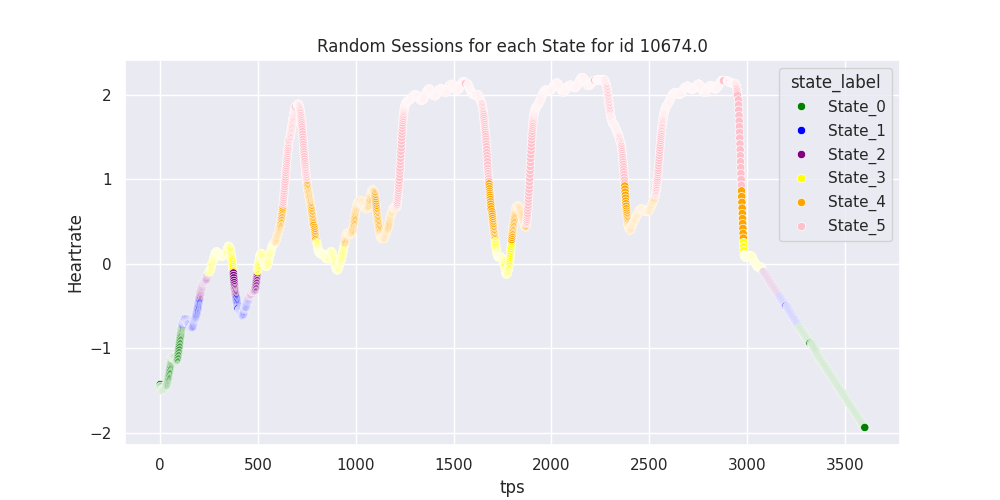 Random Sessions for each State for id 10674.0
state_label
State_0
State_1
State_2
State_3
State_4
State_5
Heartrate
2
1
0
−1
−2
0
500
1000
1500
2000
2500
3000
3500
tps